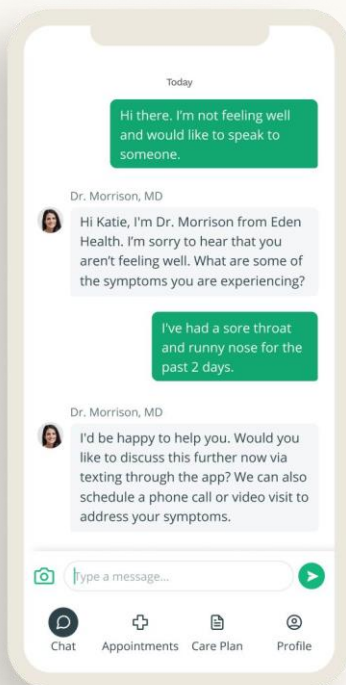 Today
Hi there. I'm not feeling well
and would like to speak to
someone.
Dr. Morrison, MD
Hi Katie, I'm Dr. Morrison from Eden
Health. I'm sorry to hear that you
aren't feeling well. What are some of
the symptoms you are experiencing?
I've had a sore throat
and runny nose for the
past 2 days.
Dr. Morrison, MD
I'd be happy to help you. Would you
like to discuss this further now via
texting through the app? We can also
schedule a phone call or video visit to
address your symptoms.
Type a message...
Chat Appointments Care Plan Profile